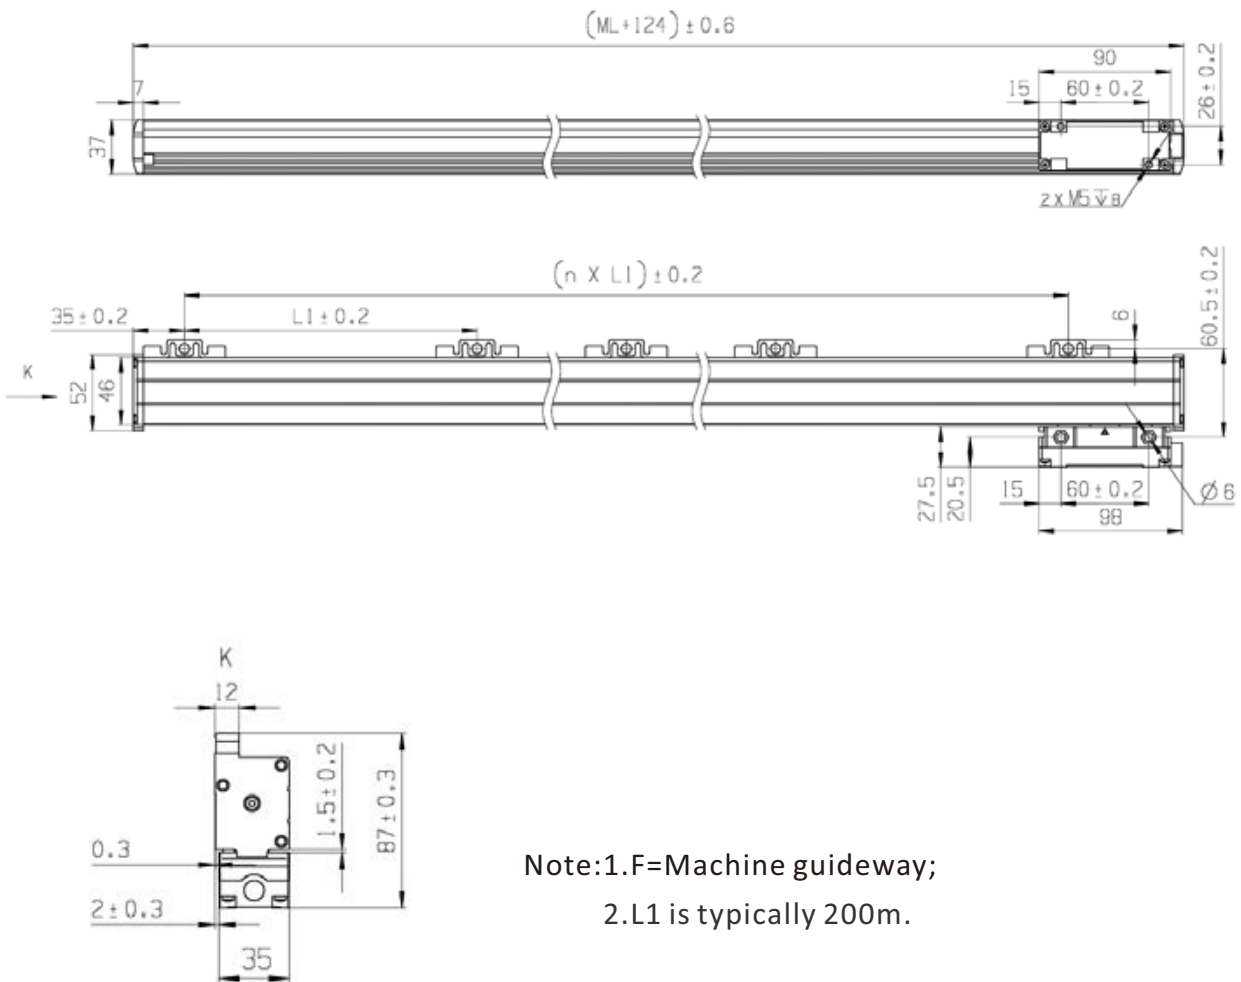 (ML+124)±0.6
90
15
60±0.2
26±0.2
7
37
2xM5↧8
(n X L1)±0.2
35±0.2
L1±0.2
6
60.5±0.2
K
52
46
27.5
20.5
15
60±0.2
98
Ø6
K
12
1.5±0.2
87±0.3
0.3
2±0.3
35
Note:1.F=Machine guideway;
2.L1 is typically 200m.